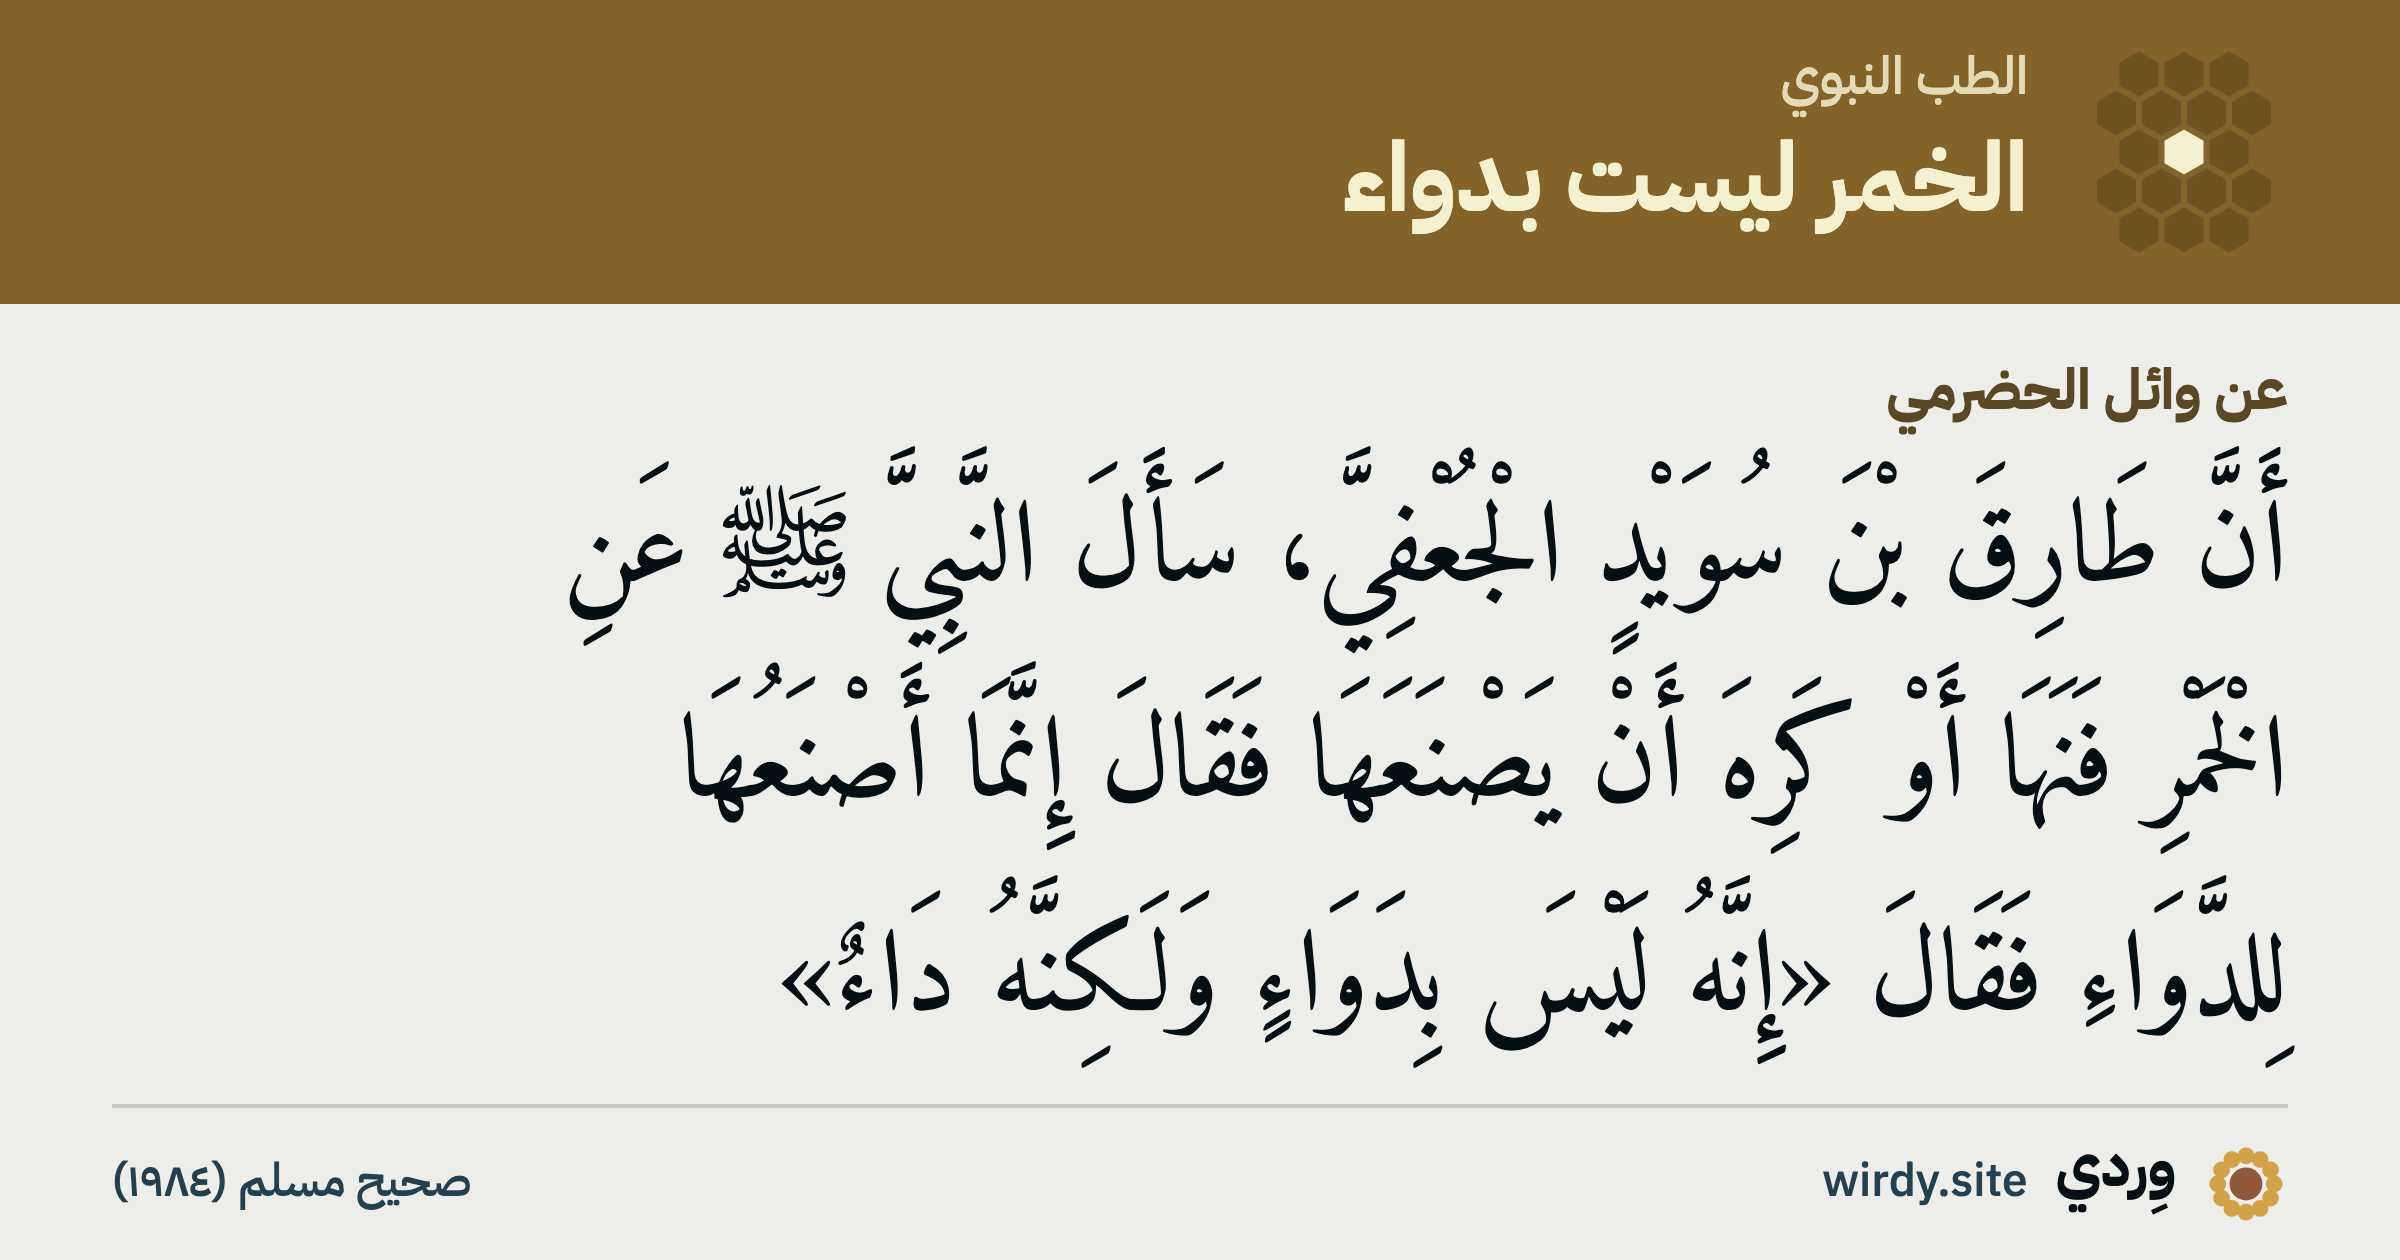 الطب النبوي
الخمر ليست بدواء
عن وائل الحضرمي
أَنَّ طَارِقَ بْنَ سُوَيْدٍ الْجُعْفِيَّ، سَأَلَ النَّبِيَّ ﷺ عَنِ
الْخَمْرِ فَنَهَا أَوْ كَرِهَ أَنْ يَصْنَعَهَا فَقَالَ إِنَّمَا أَصْنَعُهَا
لِلدَّوَاءِ فَقَالَ «إِنَّهُ لَيْسَ بِدَوَاءٍ وَلَـكِنَّهُ دَاءٌ»
وِردي wirdy.site
صحيح مسلم (١٩٨٤)